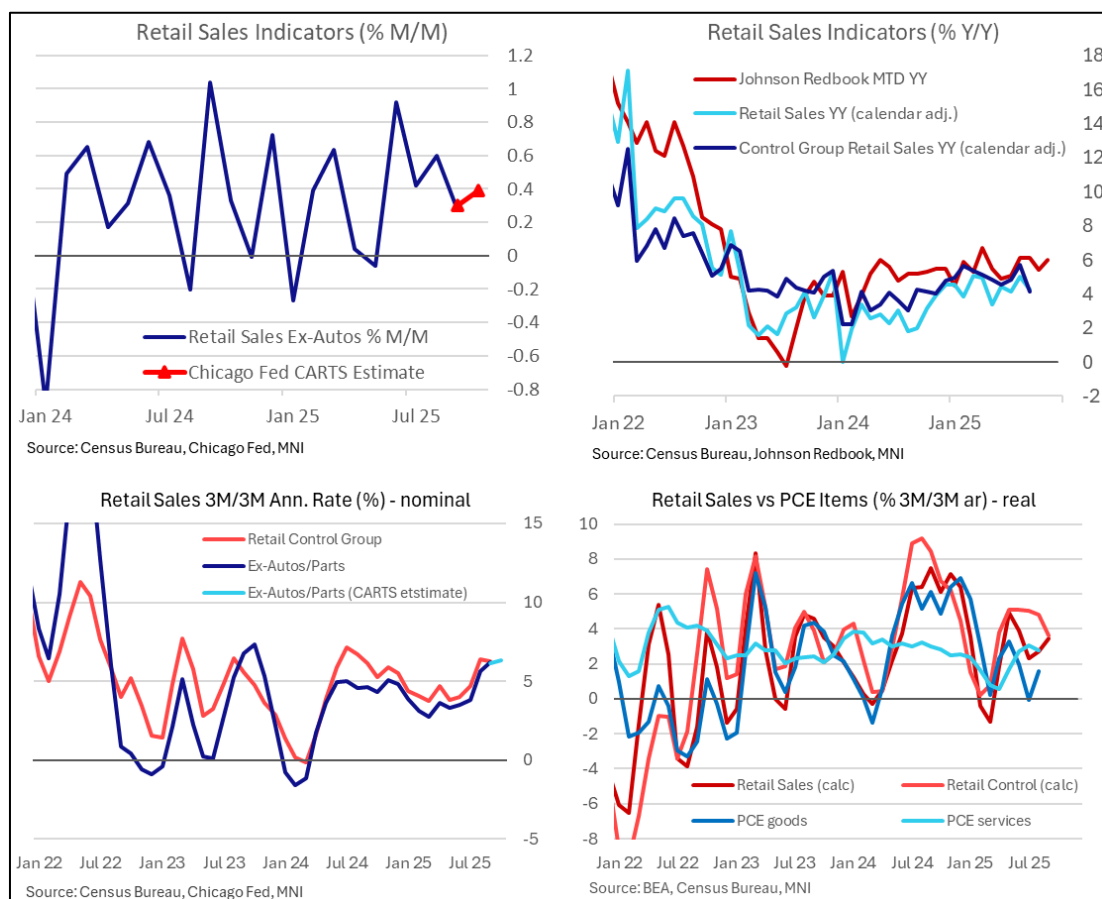 Retail Sales Indicators (% M/M)
1.2
1
0.8
0.6
0.4
0.2
0
-0.2
-0.4
-0.6
-0.8
Retail Sales Ex-Autos % M/M
Chicago Fed CARTS Estimate
Jan 24
Jul 24
Jan 25
Jul 25
Source: Census Bureau, Chicago Fed, MNI
Retail Sales Indicators (% Y/Y)
18
16
14
12
10
8
6
4
2
0
-2
Johnson Redbook MTD YY
Retail Sales YY (calendar adj.)
Control Group Retail Sales YY (calendar adj.)
Jan 22
Jan 23
Jan 24
Jan 25
Source: Census Bureau, Johnson Redbook, MNI
Retail Sales 3M/3M Ann. Rate (%) - nominal
15
10
5
0
-5
Retail Control Group
Ex-Autos/Parts
Ex-Autos/Parts (CARTS etstimate)
Jan 22
Jul 22
Jan 23
Jul 23
Jan 24
Jul 24
Jan 25
Jul 25
Source: Census Bureau, Chicago Fed, MNI
Retail Sales vs PCE Items (% 3M/3M ar) - real
10
8
6
4
2
0
-2
-4
-6
-8
Retail Sales (calc)
Retail Control (calc)
PCE goods
PCE services
Jan 22
Jul 22
Jan 23
Jul 23
Jan 24
Jul 24
Jan 25
Jul 25
Source: BEA, Census Bureau, MNI